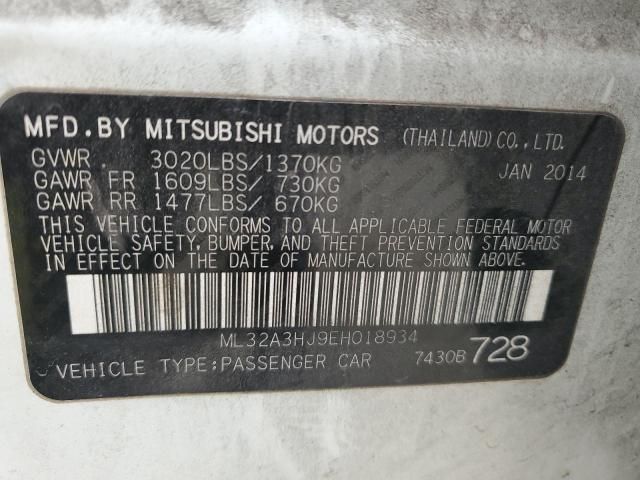 MFD.BY MITSUBISHI MOTORS (THAILAND)CO.,LTD.
GVWR . 3020LBS/1370KG JAN 2014
GAWR FR 1609LBS/ 730KG
GAWR RR 1477LBS/ 670KG
THIS VEHICLE CONFORMS TO ALL APPLICABLE FEDERAL MOTOR
VEHICLE SAFETY, BUMPER, AND THEFT PREVENTION STANDARDS
IN EFFECT ON THE DATE OF MANUFACTURE SHOWN ABOVE.
ML32A3HJ9EH018934
VEHICLE TYPE:PASSENGER CAR 7430B 728